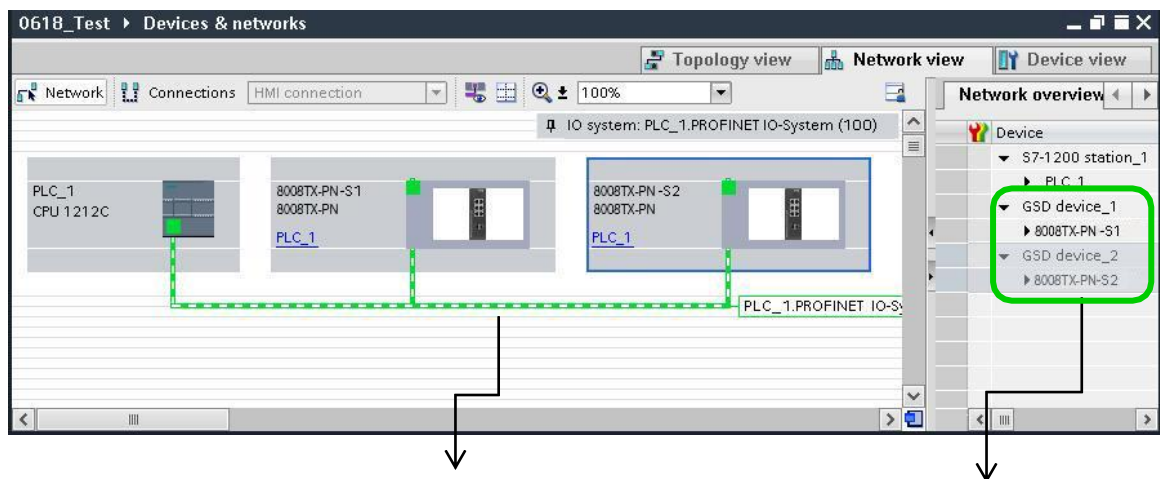 0618_Test ▸ Devices & networks
Topology view
Network view
Device view
Network
Connections
HMI connection
100%
Network overview
IO system: PLC_1.PROFINET IO-System (100)
Device
S7-1200 station_1
PLC_1
GSD device_1
8008TX-PN -S1
GSD device_2
8008TX-PN-S2
PLC_1
CPU 1212C
8008TX-PN-S1
8008TX-PN
PLC_1
8008TX-PN -S2
8008TX-PN
PLC_1
PLC_1.PROFINET IO-Sy